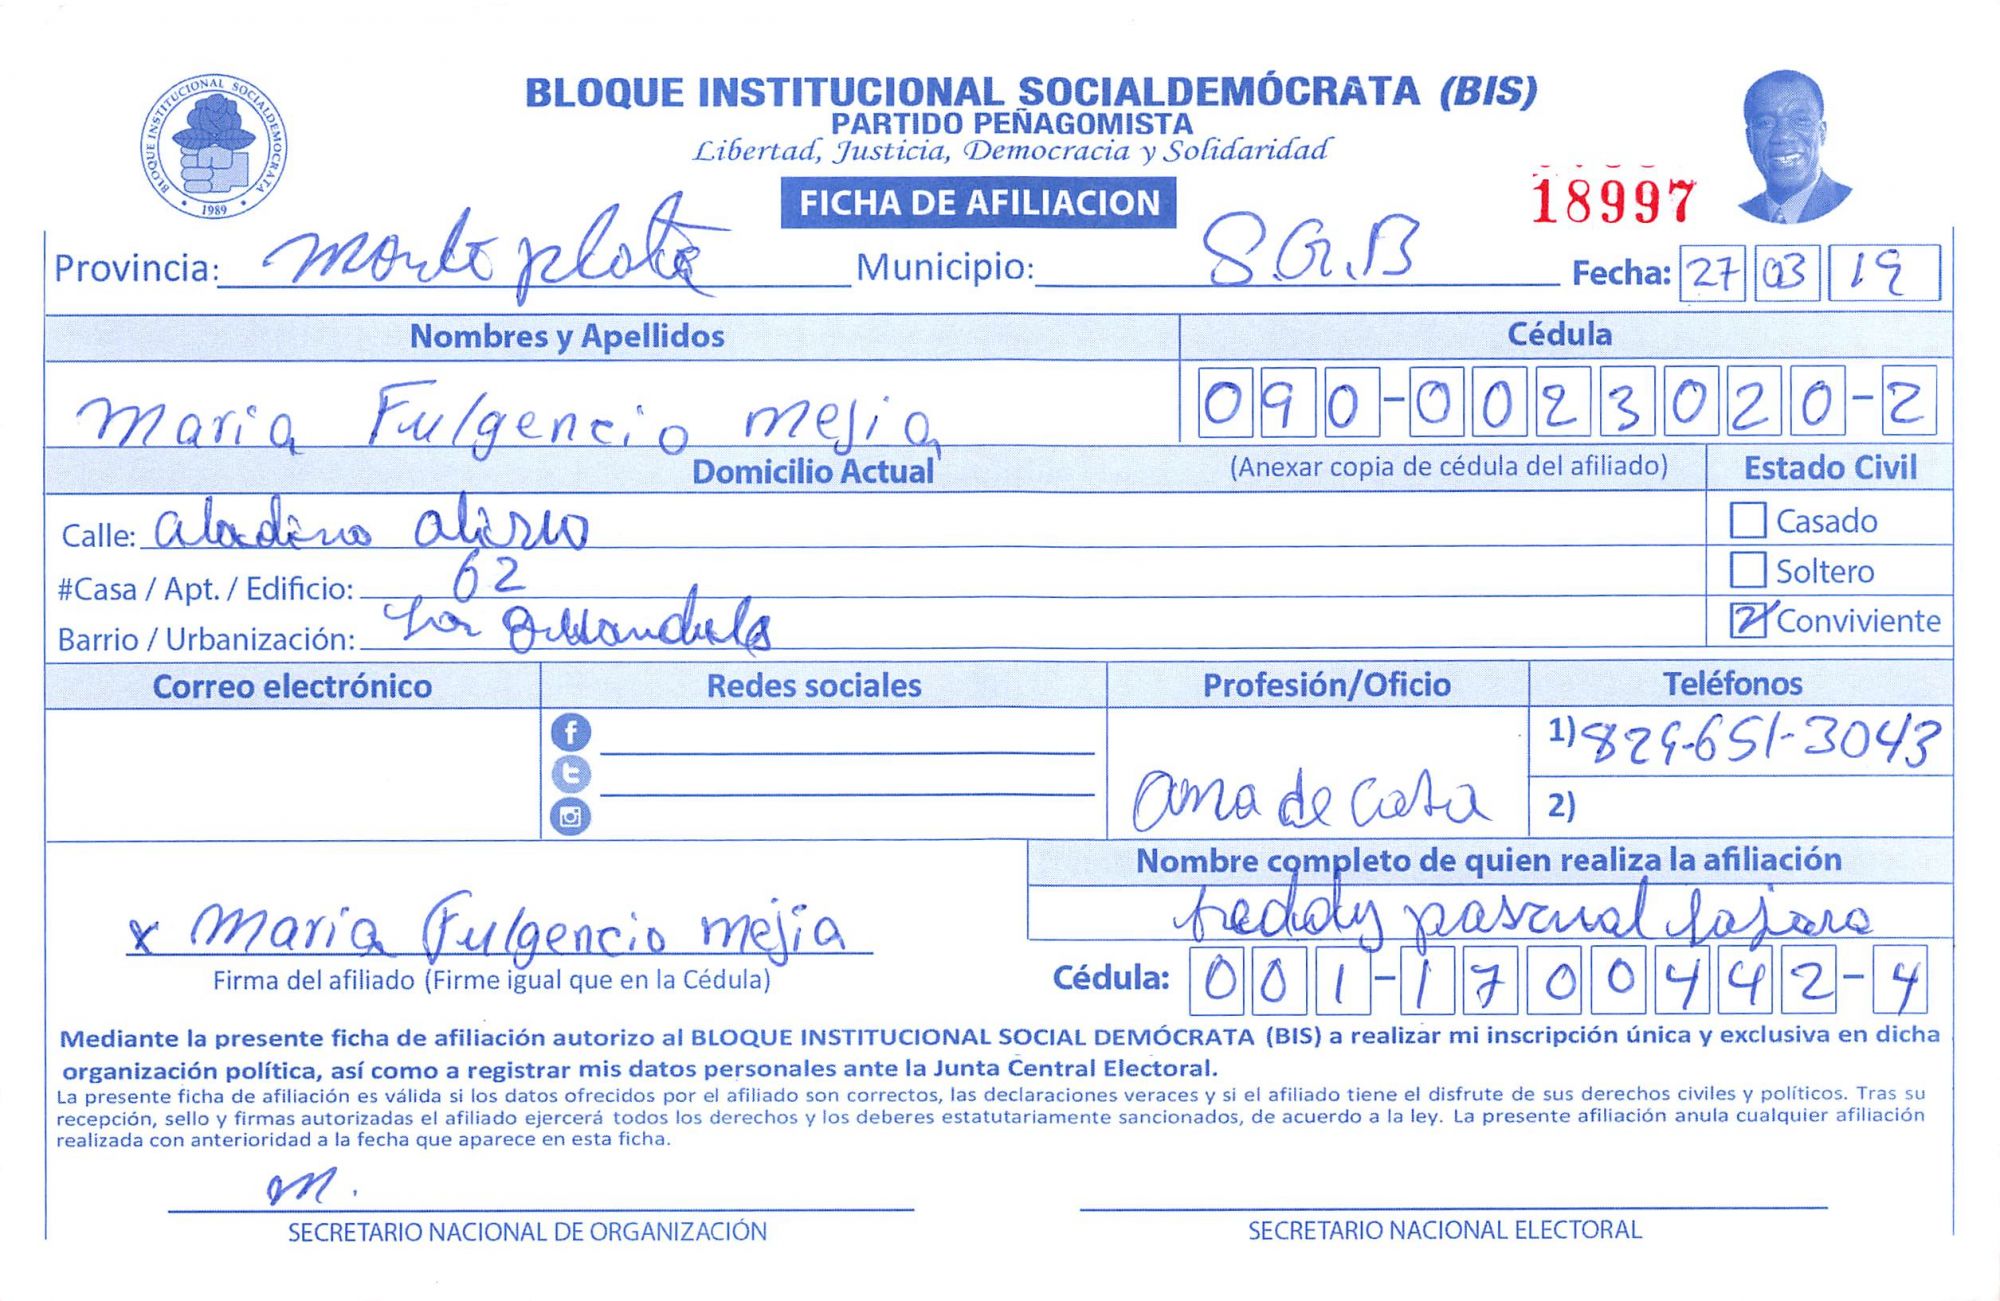 BLOQUE INSTITUCIONAL SOCIALDEMOCRATA
1989
BLOQUE INSTITUCIONAL SOCIALDEMÓCRATA (BIS)
PARTIDO PEÑAGOMISTA
Libertad, Justicia, Democracia y Solidaridad
FICHA DE AFILIACION
18997
Provincia: Monte plata Municipio: S.G.B Fecha: 27 03 19
Nombres y Apellidos Cédula
Maria Fulgencio Mejia 090-0023020-2
Domicilio Actual (Anexar copia de cédula del afiliado) Estado Civil
Calle: Casado
#Casa / Apt. / Edificio: 62 Soltero
Barrio / Urbanización: Conviviente
Correo electrónico Redes sociales Profesión/Oficio Teléfonos
1) 829-651-3043
ama de casa 2)
Nombre completo de quien realiza la afiliación
x Maria Fulgencio Mejia freddy pascual fajaro
Firma del afiliado (Firme igual que en la Cédula) Cédula: 001-1700442-4
Mediante la presente ficha de afiliación autorizo al BLOQUE INSTITUCIONAL SOCIAL DEMÓCRATA (BIS) a realizar mi inscripción única y exclusiva en dicha
organización política, así como a registrar mis datos personales ante la Junta Central Electoral.
La presente ficha de afiliación es válida si los datos ofrecidos por el afiliado son correctos, las declaraciones veraces y si el afiliado tiene el disfrute de sus derechos civiles y políticos. Tras su
recepción, sello y firmas autorizadas el afiliado ejercerá todos los derechos y los deberes estatutariamente sancionados, de acuerdo a la ley. La presente afiliación anula cualquier afiliación
realizada con anterioridad a la fecha que aparece en esta ficha.
M.
SECRETARIO NACIONAL DE ORGANIZACIÓN SECRETARIO NACIONAL ELECTORAL